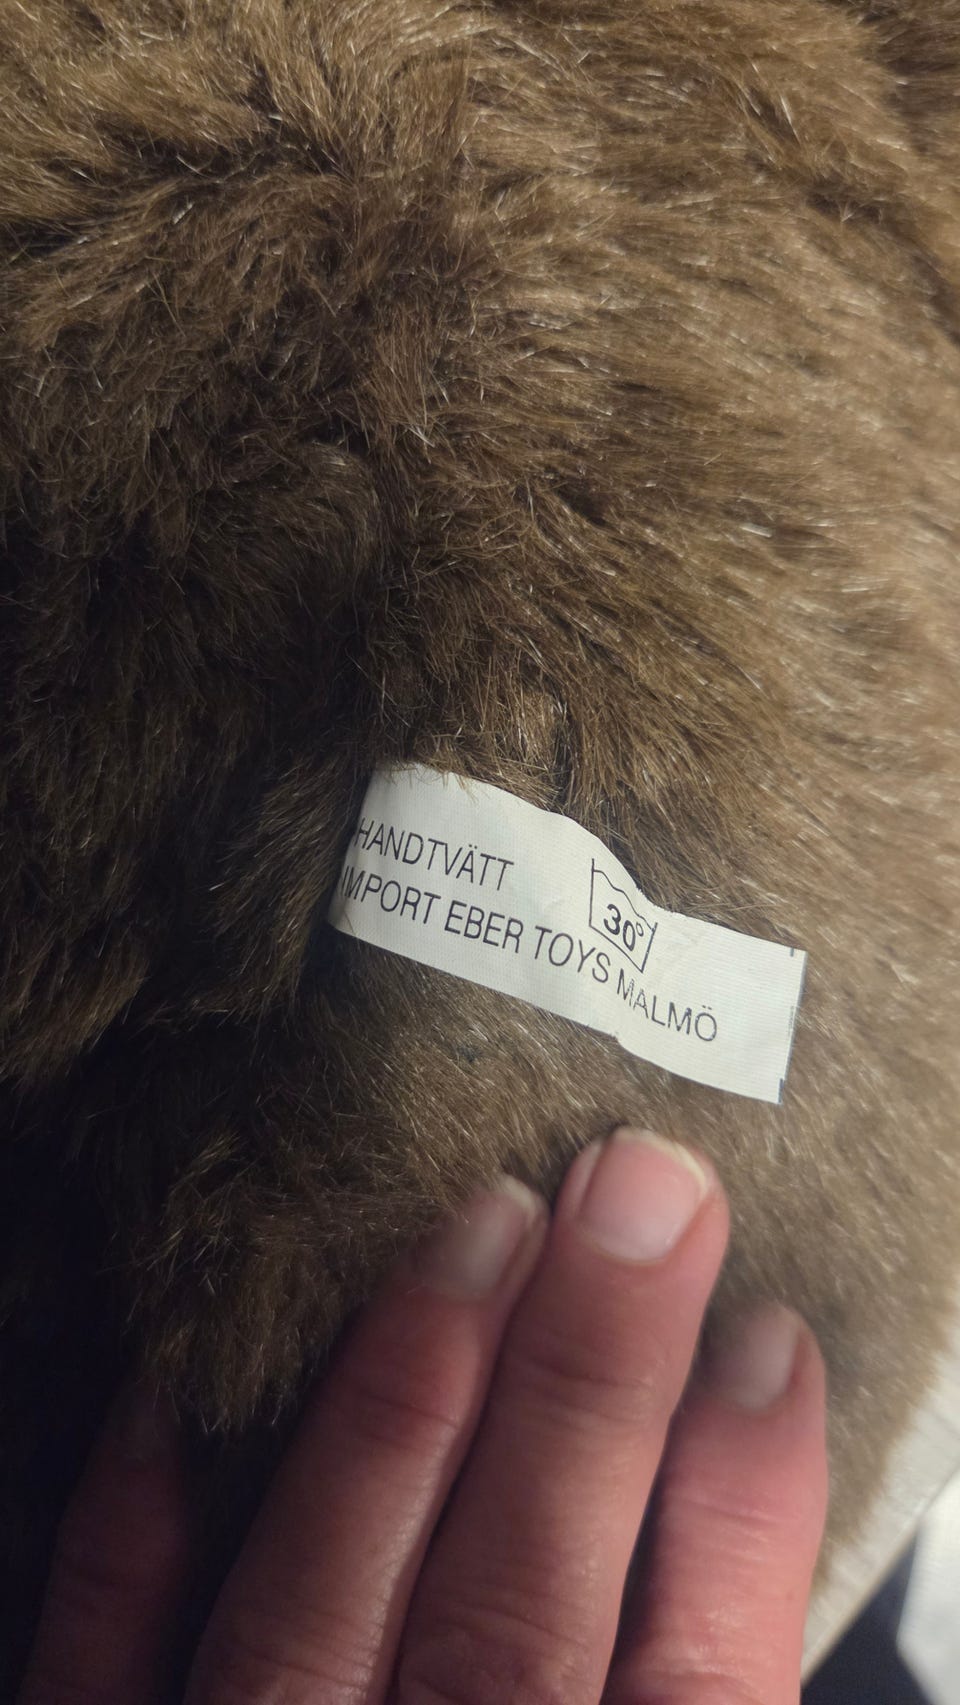 HANDTVÄTT
30°
IMPORT EBER TOYS MALMÖ